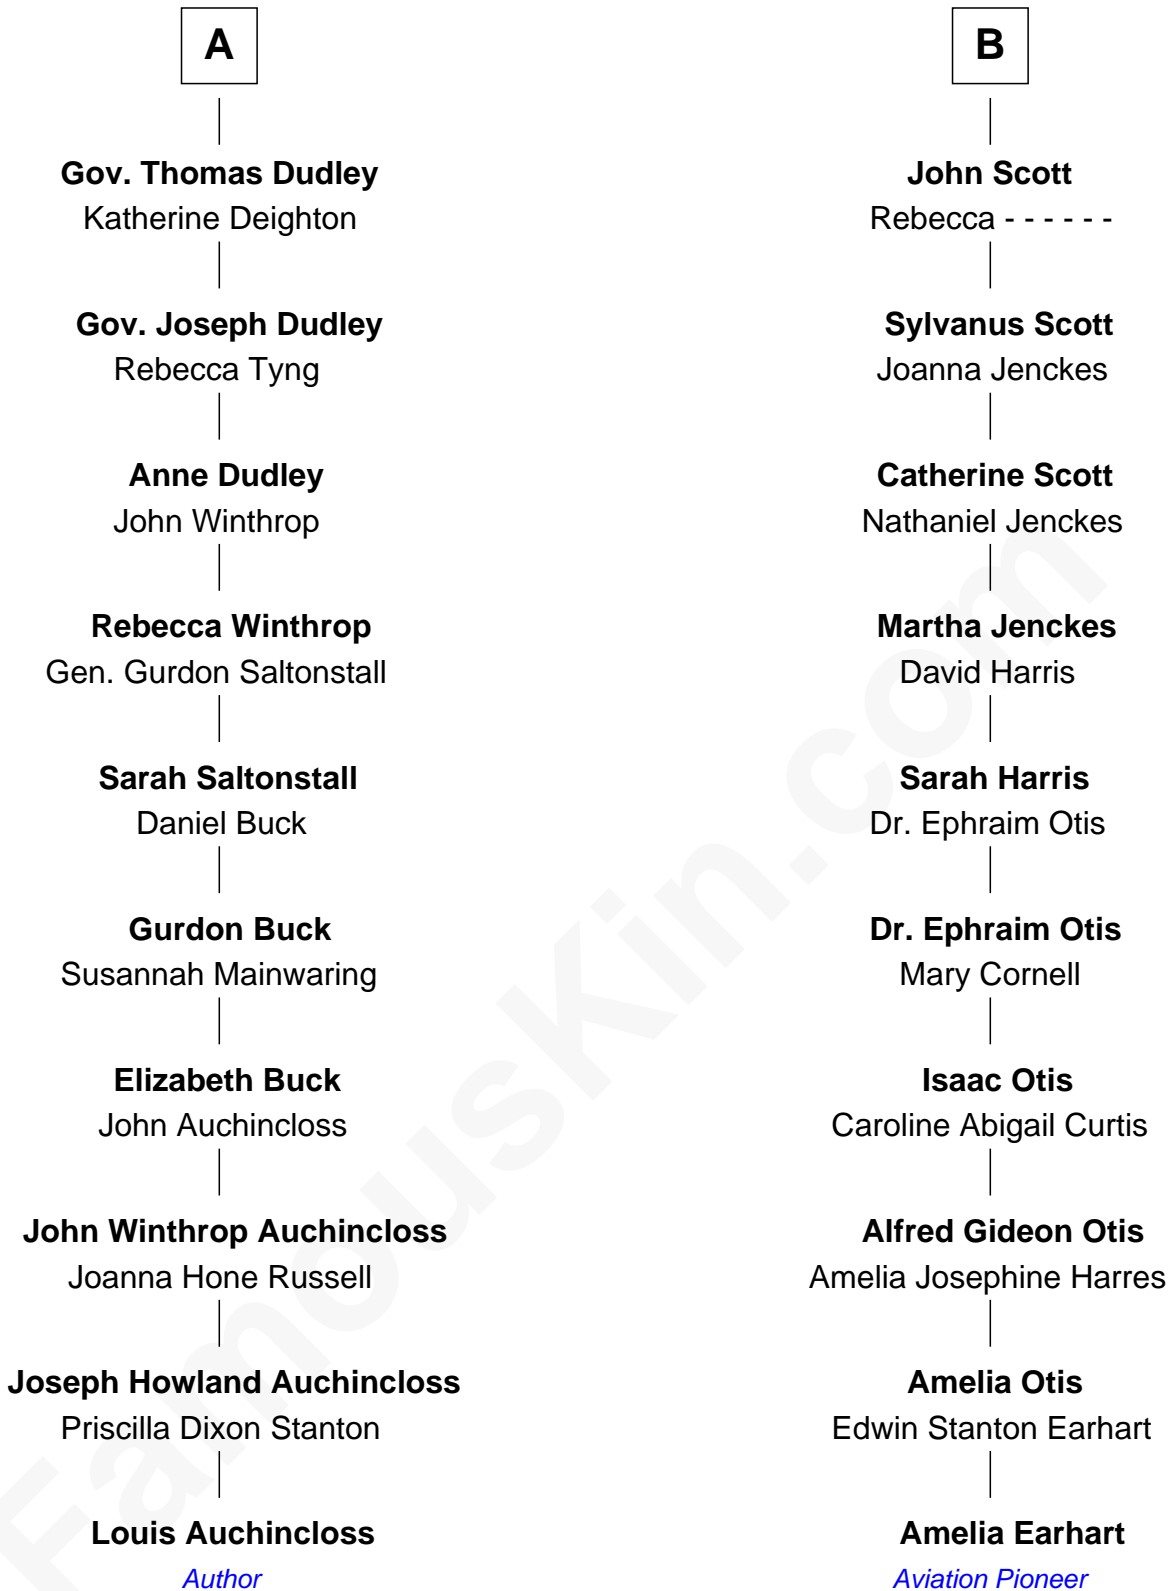 A
Gov. Thomas Dudley
Katherine Deighton
Gov. Joseph Dudley
Rebecca Tyng
Anne Dudley
John Winthrop
Rebecca Winthrop
Gen. Gurdon Saltonstall
Sarah Saltonstall
Daniel Buck
Gurdon Buck
Susannah Mainwaring
Elizabeth Buck
John Auchincloss
John Winthrop Auchincloss
Joanna Hone Russell
Joseph Howland Auchincloss
Priscilla Dixon Stanton
Louis Auchincloss
Author
B
John Scott
Rebecca - - - - - -
Sylvanus Scott
Joanna Jenckes
Catherine Scott
Nathaniel Jenckes
Martha Jenckes
David Harris
Sarah Harris
Dr. Ephraim Otis
Dr. Ephraim Otis
Mary Cornell
Isaac Otis
Caroline Abigail Curtis
Alfred Gideon Otis
Amelia Josephine Harres
Amelia Otis
Edwin Stanton Earhart
Amelia Earhart
Aviation Pioneer
FamousKin.com